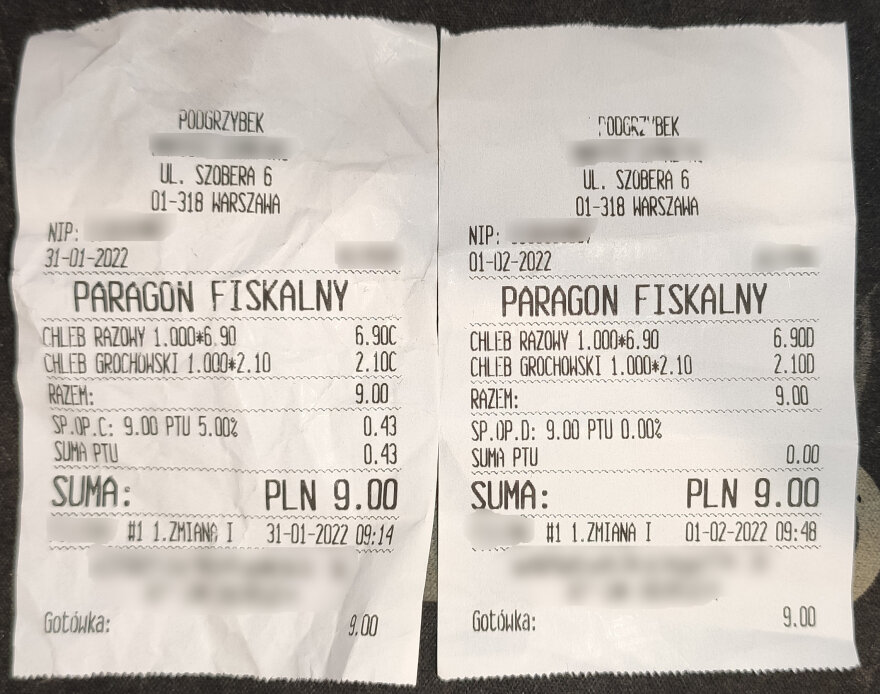 PODGRZYBEK
UL. SZOBERA 6
01-318 WARSZAWA
NIP:
31-01-2022
PARAGON FISKALNY
CHLEB RAZOWY 1.000*6.90 6.90C
CHLEB GROCHOWSKI 1.000*2.10 2.10C
RAZEM: 9.00
SP.OP.C: 9.00 PTU 5.00% 0.43
SUMA PTU 0.43
SUMA: PLN 9.00
#1 1.ZMIANA I 31-01-2022 09:14
Gotówka: 9.00
PODGRZYBEK
UL. SZOBERA 6
01-318 WARSZAWA
NIP:
01-02-2022
PARAGON FISKALNY
CHLEB RAZOWY 1.000*6.90 6.90D
CHLEB GROCHOWSKI 1.000*2.10 2.10D
RAZEM: 9.00
SP.OP.D: 9.00 PTU 0.00%
SUMA PTU 0.00
SUMA: PLN 9.00
#1 1.ZMIANA I 01-02-2022 09:48
Gotówka: 9.00